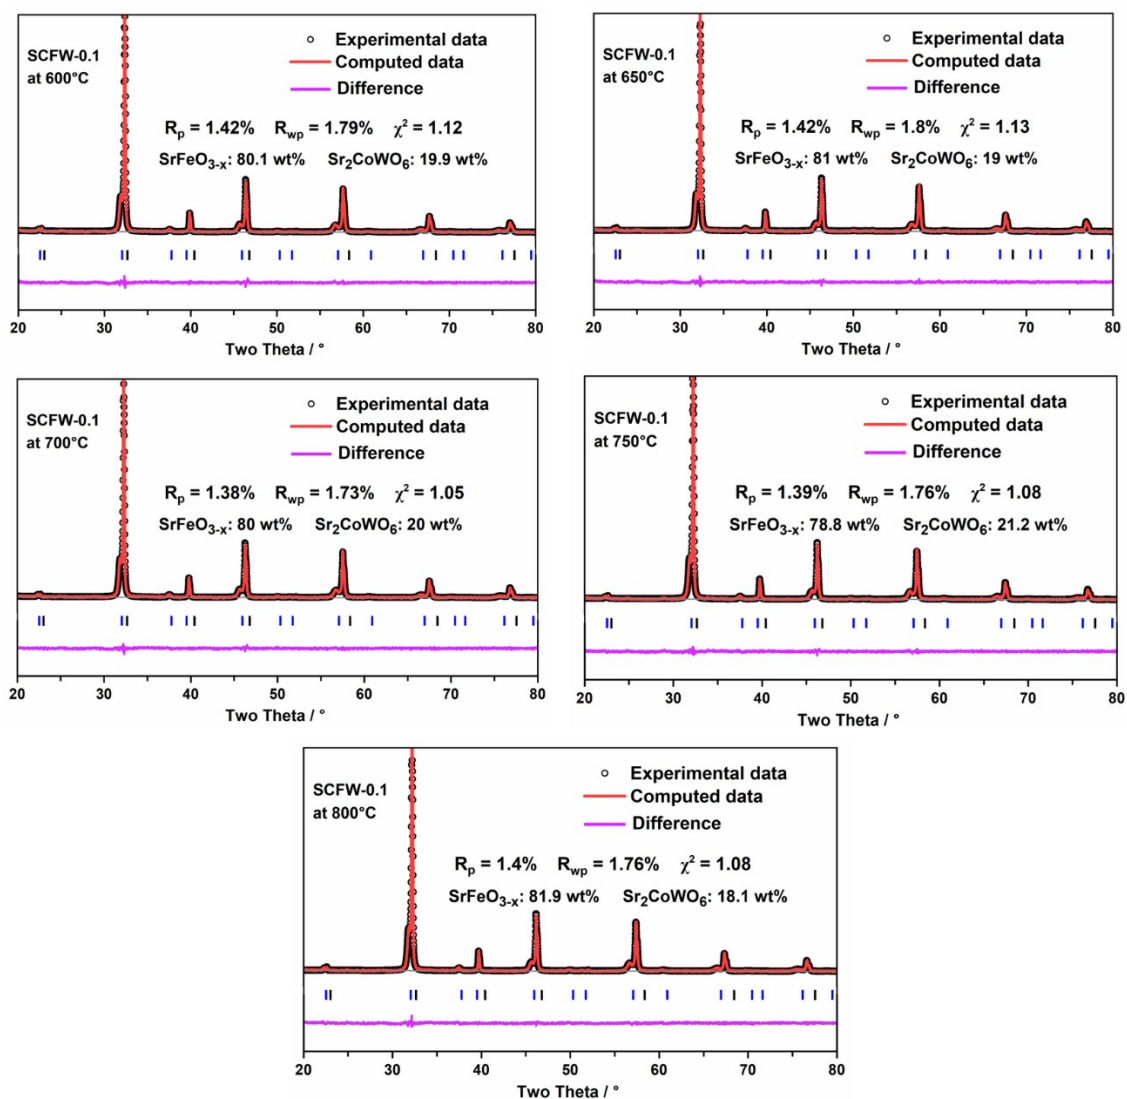 SCFW-0.1
at 600°C
Experimental data
Computed data
Difference
Rp = 1.42% Rwp = 1.79% χ² = 1.12
SrFeO3-x: 80.1 wt% Sr2CoWO6: 19.9 wt%
20 30 40 50 60 70 80
Two Theta / °
SCFW-0.1
at 650°C
Experimental data
Computed data
Difference
Rp = 1.42% Rwp = 1.8% χ² = 1.13
SrFeO3-x: 81 wt% Sr2CoWO6: 19 wt%
20 30 40 50 60 70 80
Two Theta / °
SCFW-0.1
at 700°C
Experimental data
Computed data
Difference
Rp = 1.38% Rwp = 1.73% χ² = 1.05
SrFeO3-x: 80 wt% Sr2CoWO6: 20 wt%
20 30 40 50 60 70 80
Two Theta / °
SCFW-0.1
at 750°C
Experimental data
Computed data
Difference
Rp = 1.39% Rwp = 1.76% χ² = 1.08
SrFeO3-x: 78.8 wt% Sr2CoWO6: 21.2 wt%
20 30 40 50 60 70 80
Two Theta / °
SCFW-0.1
at 800°C
Experimental data
Computed data
Difference
Rp = 1.4% Rwp = 1.76% χ² = 1.08
SrFeO3-x: 81.9 wt% Sr2CoWO6: 18.1 wt%
20 30 40 50 60 70 80
Two Theta / °